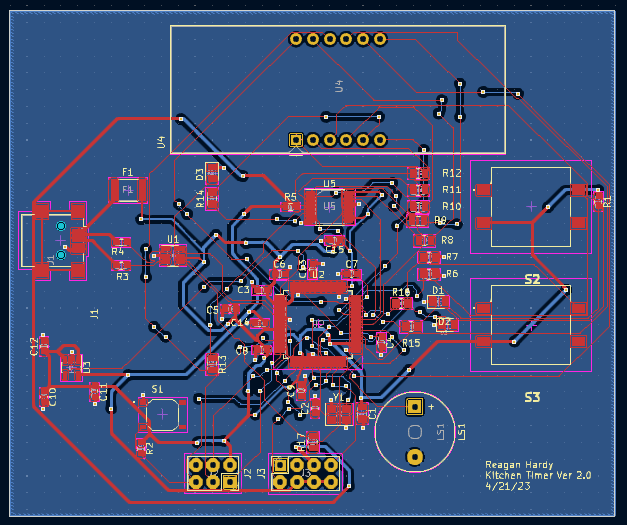 U4
U4
D3
R14
R12
R11
R10
R9
R8
R7
R6
F1
F1
R5
U5
U5
R1
S2
J1
R4
R3
U1
C15
C6
C7
U2
C3
C5
C14
C8
R16
D1
D2
R15
J1
C12
U3
R13
S3
C10
C11
S1
C9
C2
Y1
C1
LS1
LS1
+
R2
R17
J2
J3
Reagan Hardy
Kitchen Timer Ver 2.0
4/21/23